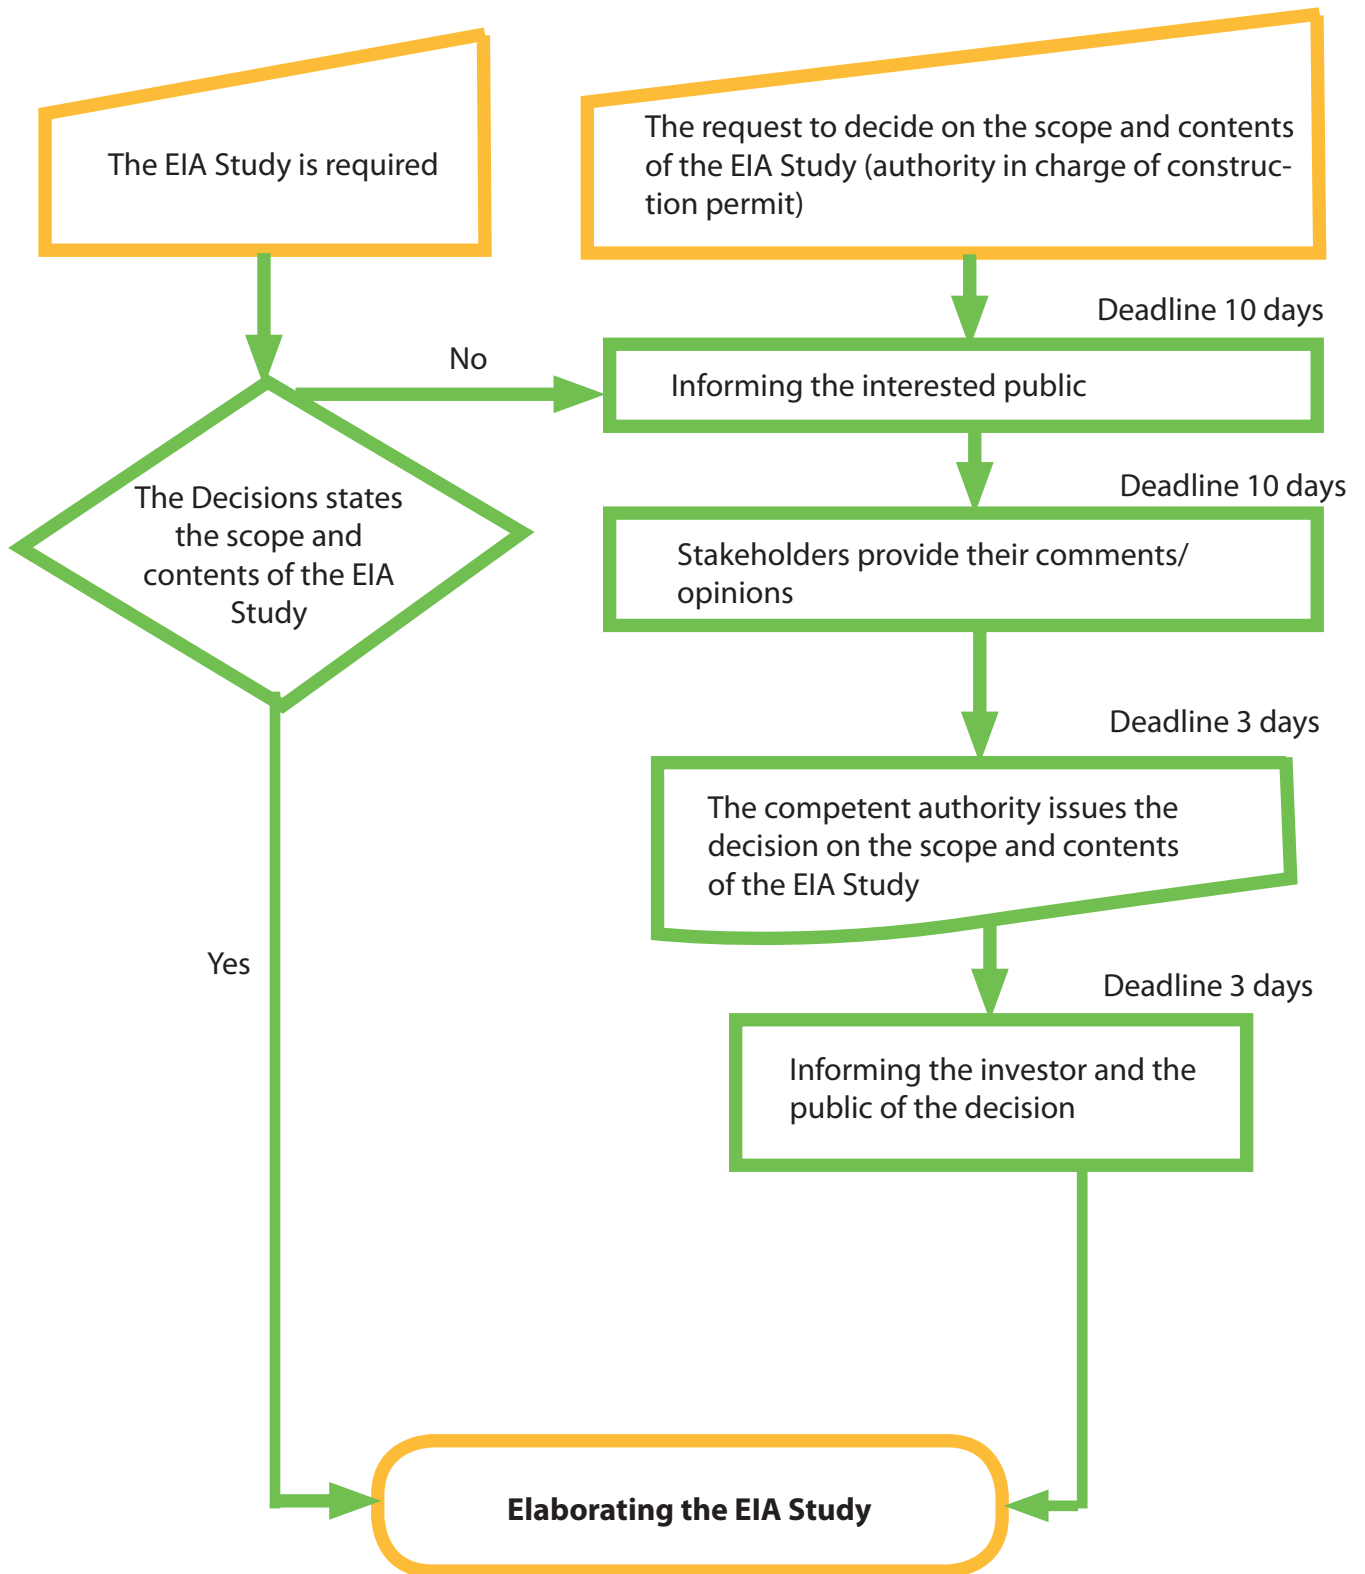 The EIA Study is required
The request to decide on the scope and contents
of the EIA Study (authority in charge of construc-
tion permit)
Deadline 10 days
No
Informing the interested public
Deadline 10 days
The Decisions states
the scope and
contents of the EIA
Study
Stakeholders provide their comments/
opinions
Deadline 3 days
The competent authority issues the
decision on the scope and contents
of the EIA Study
Yes
Deadline 3 days
Informing the investor and the
public of the decision
Elaborating the EIA Study